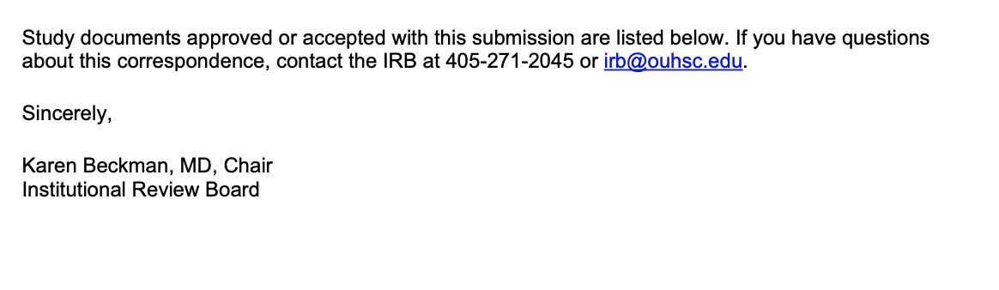 Study documents approved or accepted with this submission are listed below. If you have questions
about this correspondence, contact the IRB at 405-271-2045 or irb@ouhsc.edu.
Sincerely,
Karen Beckman, MD, Chair
Institutional Review Board